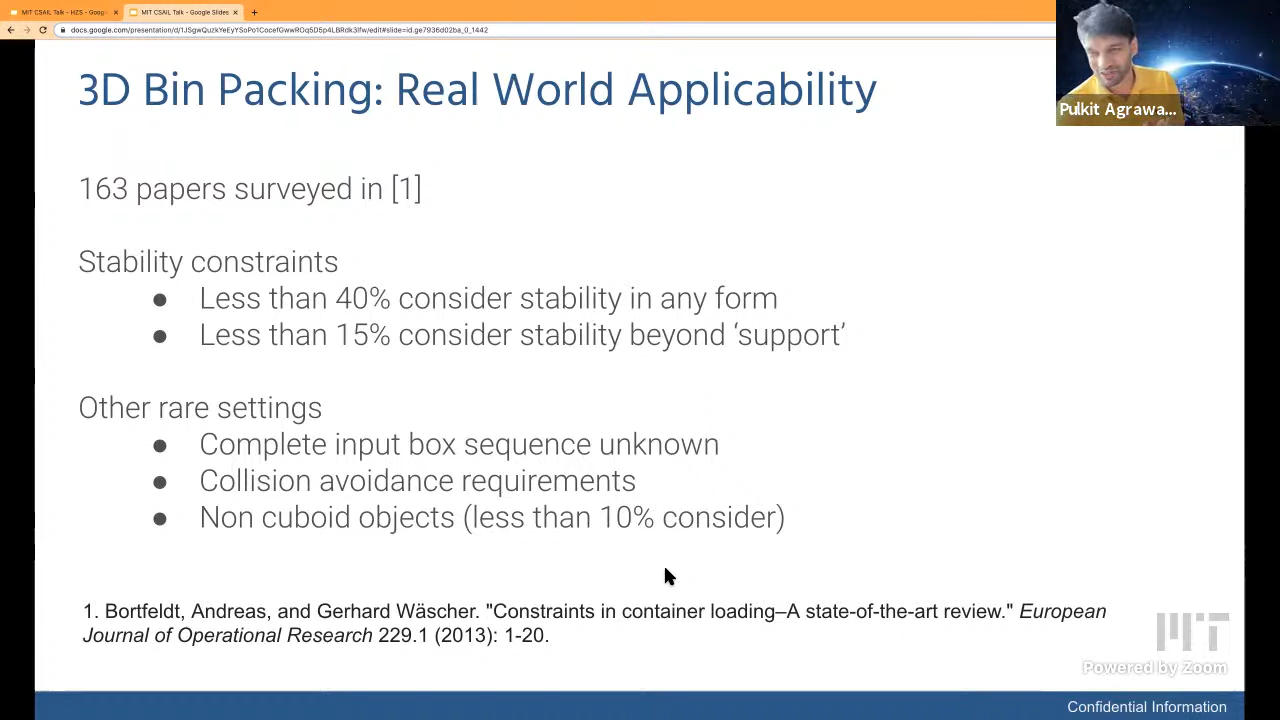 MIT CSAIL Talk - HZS - Goog
MIT CSAIL Talk - Google Slides
docs.google.com/presentation/d/1JSgwQuzkYeEyYSoPo1CocefGwwROq5D5p4LBRdk3lfw/edit#slide=id.ge7936d02ba_0_1442
3D Bin Packing: Real World Applicability
Pulkit Agrawa...
163 papers surveyed in [1]
Stability constraints
● Less than 40% consider stability in any form
● Less than 15% consider stability beyond ‘support’
Other rare settings
● Complete input box sequence unknown
● Collision avoidance requirements
● Non cuboid objects (less than 10% consider)
1. Bortfeldt, Andreas, and Gerhard Wäscher. "Constraints in container loading–A state-of-the-art review." European
Journal of Operational Research 229.1 (2013): 1-20.
MIT
Powered by Zoom
Confidential Information